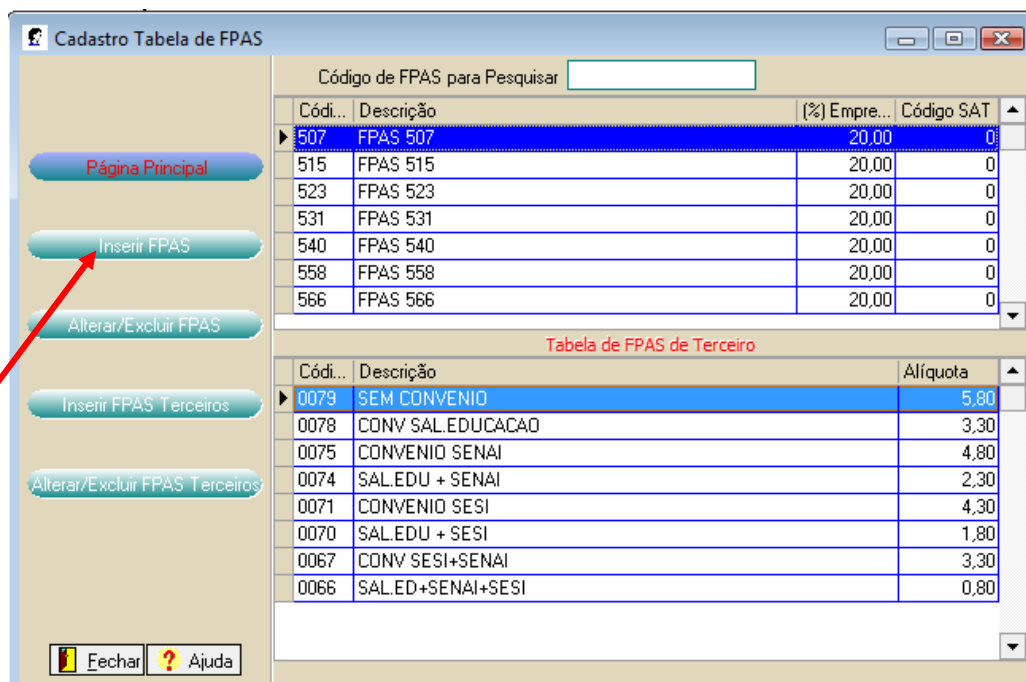 Cadastro Tabela de FPAS
Código de FPAS para Pesquisar
Códi... Descrição (%) Empre... Código SAT
507 FPAS 507 20,00 0
515 FPAS 515 20,00 0
523 FPAS 523 20,00 0
531 FPAS 531 20,00 0
540 FPAS 540 20,00 0
558 FPAS 558 20,00 0
566 FPAS 566 20,00 0
Página Principal
Inserir FPAS
Alterar/Excluir FPAS
Inserir FPAS Terceiros
Alterar/Excluir FPAS Terceiros
Tabela de FPAS de Terceiro
Códi... Descrição Alíquota
0079 SEM CONVENIO 5,80
0078 CONV SAL.EDUCACAO 3,30
0075 CONVENIO SENAI 4,80
0074 SAL.EDU + SENAI 2,30
0071 CONVENIO SESI 4,30
0070 SAL.EDU + SESI 1,80
0067 CONV SESI+SENAI 3,30
0066 SAL.ED+SENAI+SESI 0,80
Fechar ? Ajuda